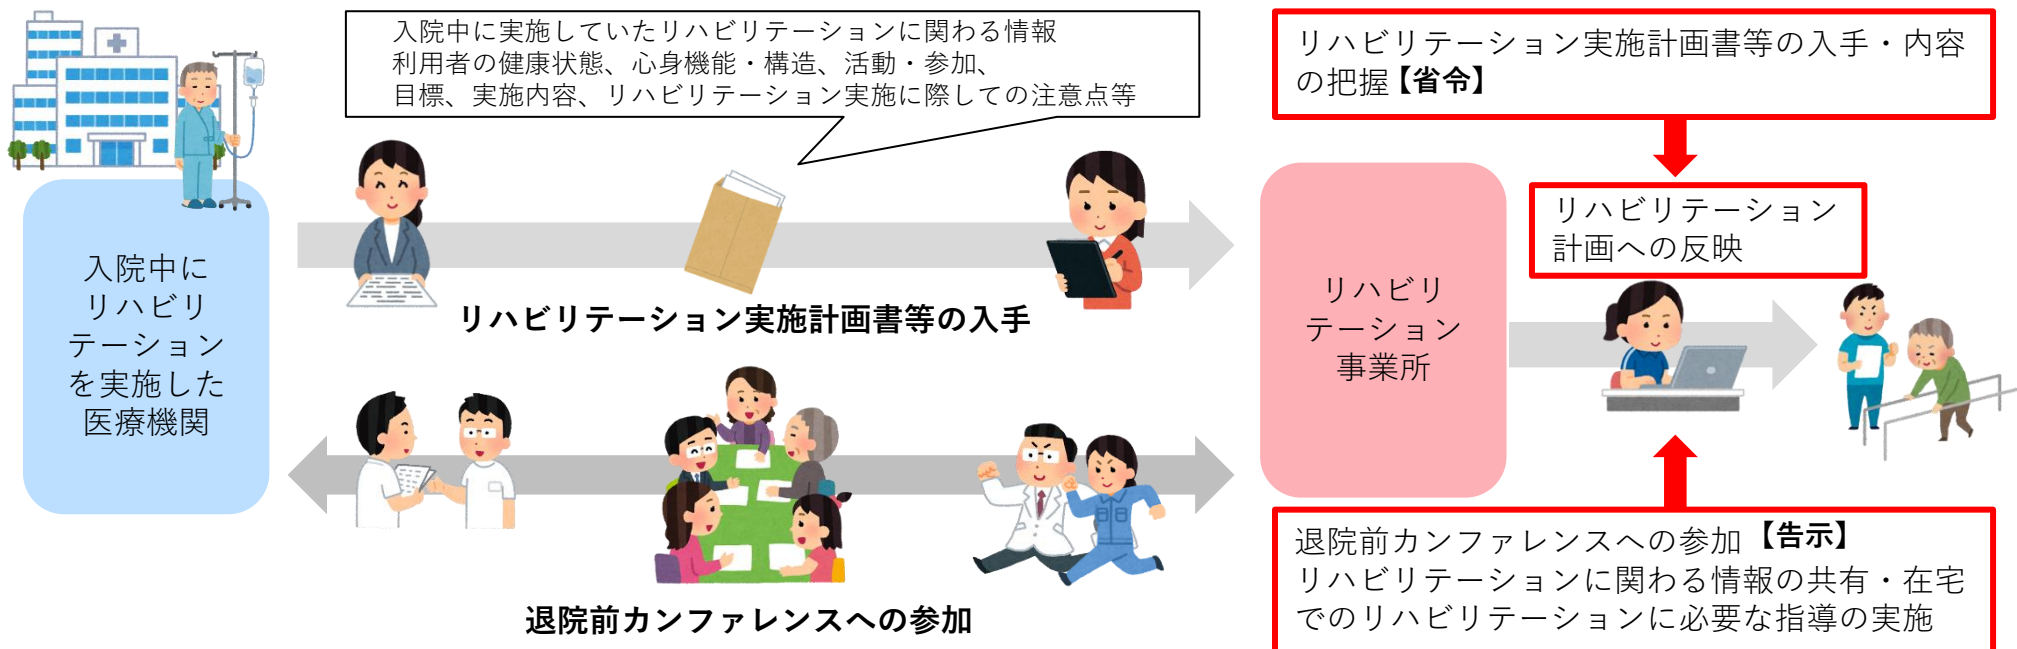 入院中に実施していたリハビリテーションに関わる情報
利用者の健康状態、心身機能・構造、活動・参加、
目標、実施内容、リハビリテーション実施に際しての注意点等
リハビリテーション実施計画書等の入手・内容
の把握【省令】
入院中に
リハビリ
テーション
を実施した
医療機関
リハビリテーション実施計画書等の入手
リハビリ
テーション
事業所
リハビリテーション
計画への反映
退院前カンファレンスへの参加
退院前カンファレンスへの参加【告示】
リハビリテーションに関わる情報の共有・在宅
でのリハビリテーションに必要な指導の実施